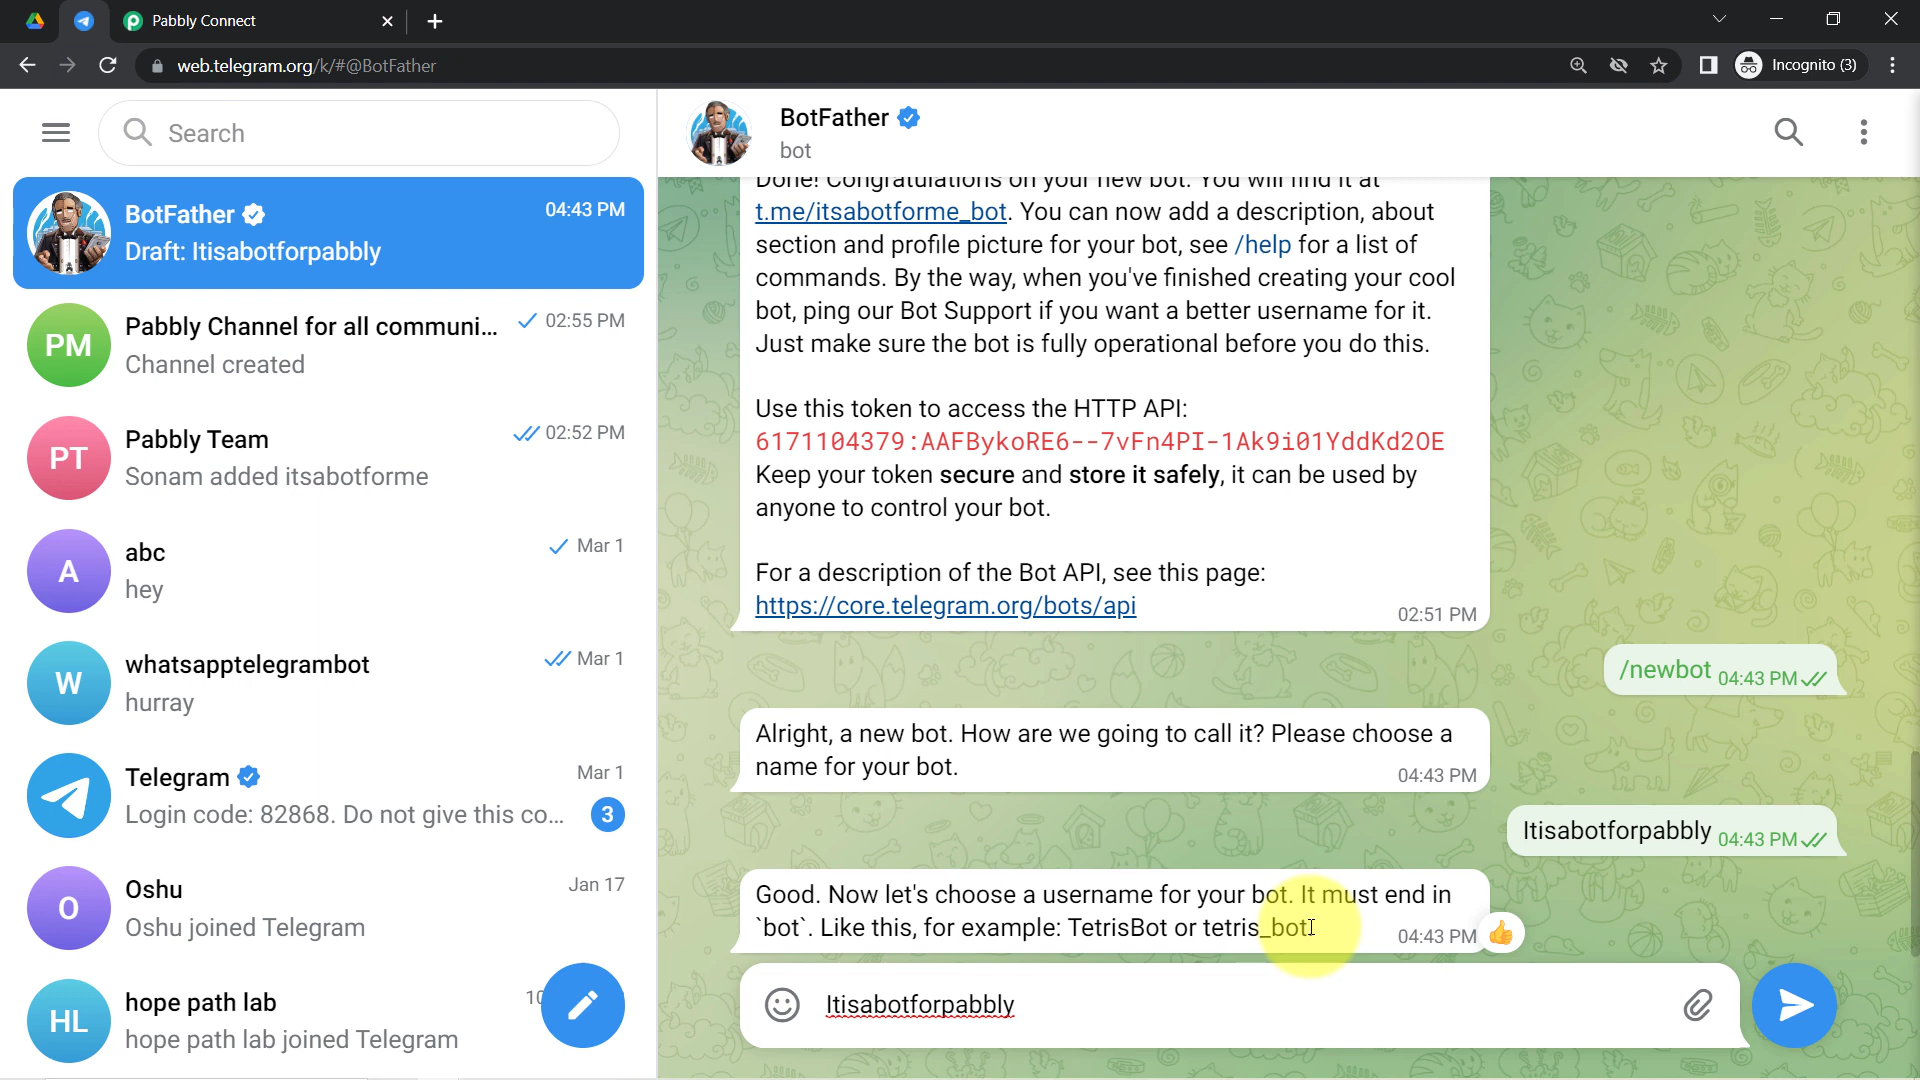 Pabbly Connect
web.telegram.org/k/#@BotFather
Incognito (3)
Search
BotFather
04:43 PM
Draft: Itisabotforpabbly
PM
Pabbly Channel for all communi...
02:55 PM
Channel created
PT
Pabbly Team
02:52 PM
Sonam added itsabotforme
A
abc
Mar 1
hey
W
whatsapptelegrambot
Mar 1
hurray
Telegram
Mar 1
Login code: 82868. Do not give this co...
3
O
Oshu
Jan 17
Oshu joined Telegram
HL
hope path lab
10
hope path lab joined Telegram
BotFather
bot
Done! Congratulations on your new bot. You will find it at
t.me/itsabotforme_bot. You can now add a description, about
section and profile picture for your bot, see /help for a list of
commands. By the way, when you've finished creating your cool
bot, ping our Bot Support if you want a better username for it.
Just make sure the bot is fully operational before you do this.
Use this token to access the HTTP API:
6171104379:AAFBykoRE6--7vFn4PI-1Ak9i01YddKd2OE
Keep your token secure and store it safely, it can be used by
anyone to control your bot.
For a description of the Bot API, see this page:
https://core.telegram.org/bots/api
02:51 PM
/newbot 04:43 PM
Alright, a new bot. How are we going to call it? Please choose a
name for your bot.
04:43 PM
Itisabotforpabbly 04:43 PM
Good. Now let's choose a username for your bot. It must end in
`bot`. Like this, for example: TetrisBot or tetris_bot.
04:43 PM
Itisabotforpabbly